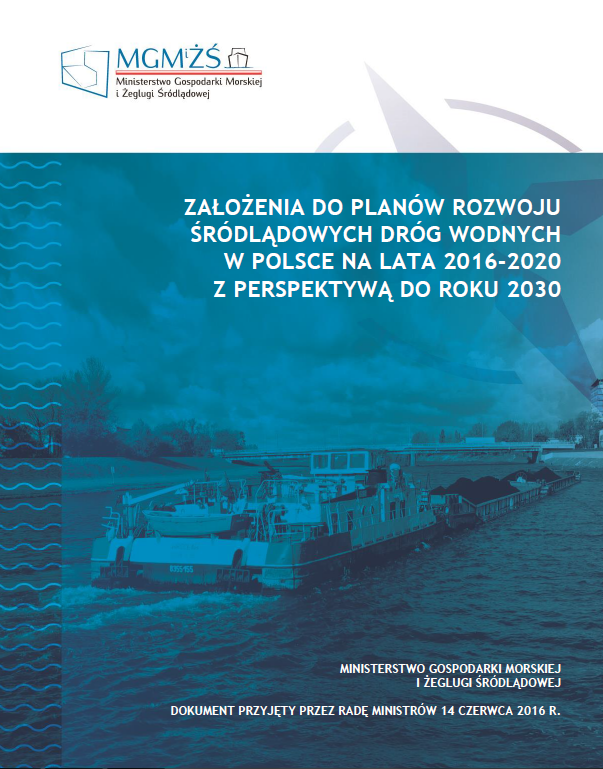 MGMiŻŚ
Ministerstwo Gospodarki Morskiej
i Żeglugi Śródlądowej
ZAŁOŻENIA DO PLANÓW ROZWOJU
ŚRÓDLĄDOWYCH DRÓG WODNYCH
W POLSCE NA LATA 2016-2020
Z PERSPEKTYWĄ DO ROKU 2030
MINISTERSTWO GOSPODARKI MORSKIEJ
I ŻEGLUGI ŚRÓDLĄDOWEJ
DOKUMENT PRZYJĘTY PRZEZ RADĘ MINISTRÓW 14 CZERWCA 2016 R.